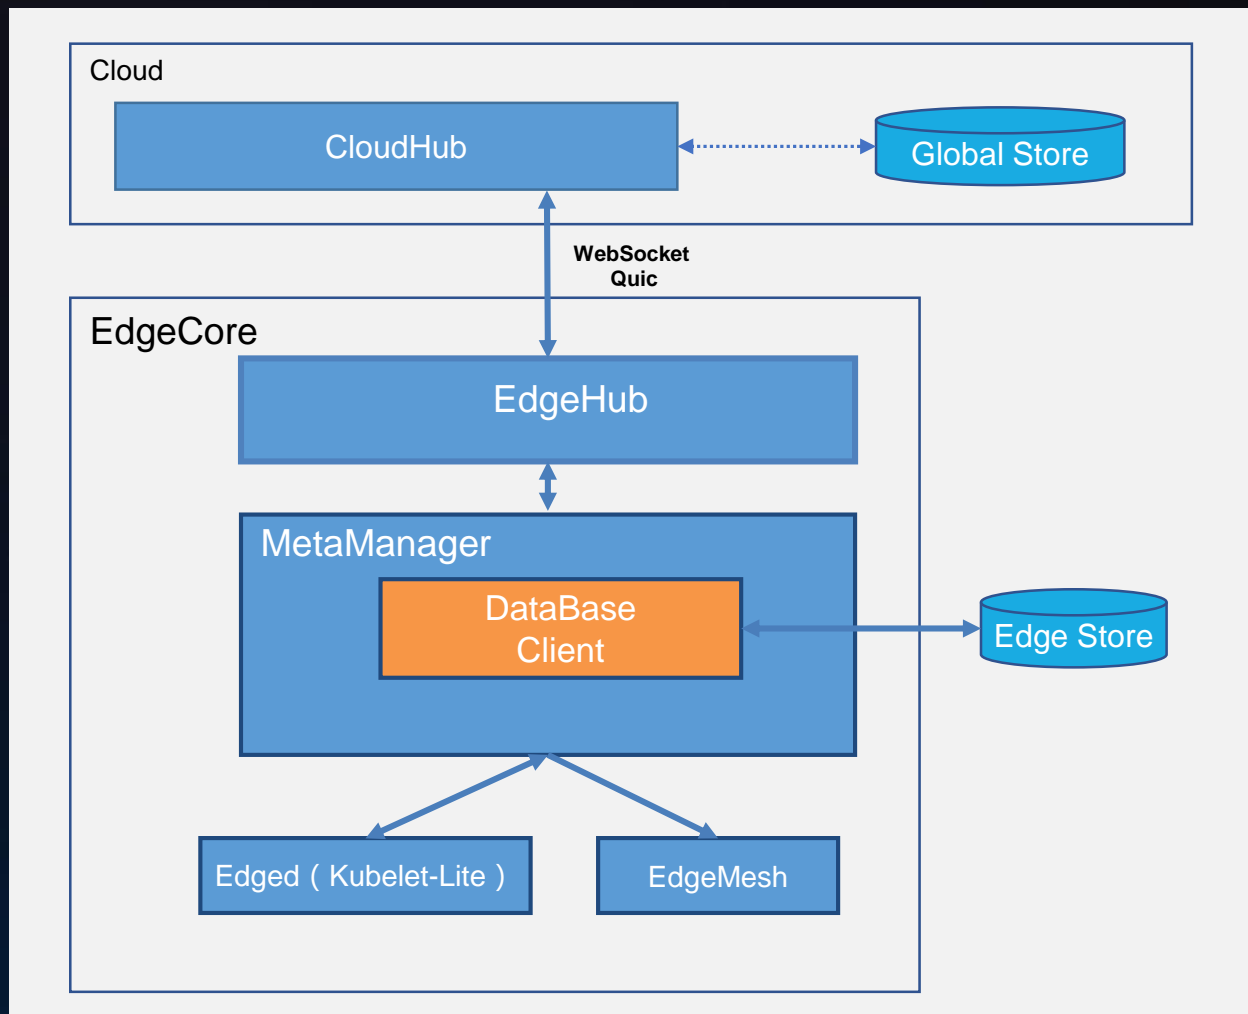 Cloud
CloudHub
Global Store
WebSocket
Quic
EdgeCore
EdgeHub
MetaManager
DataBase
Client
Edge Store
Edged ( Kubelet-Lite )
EdgeMesh